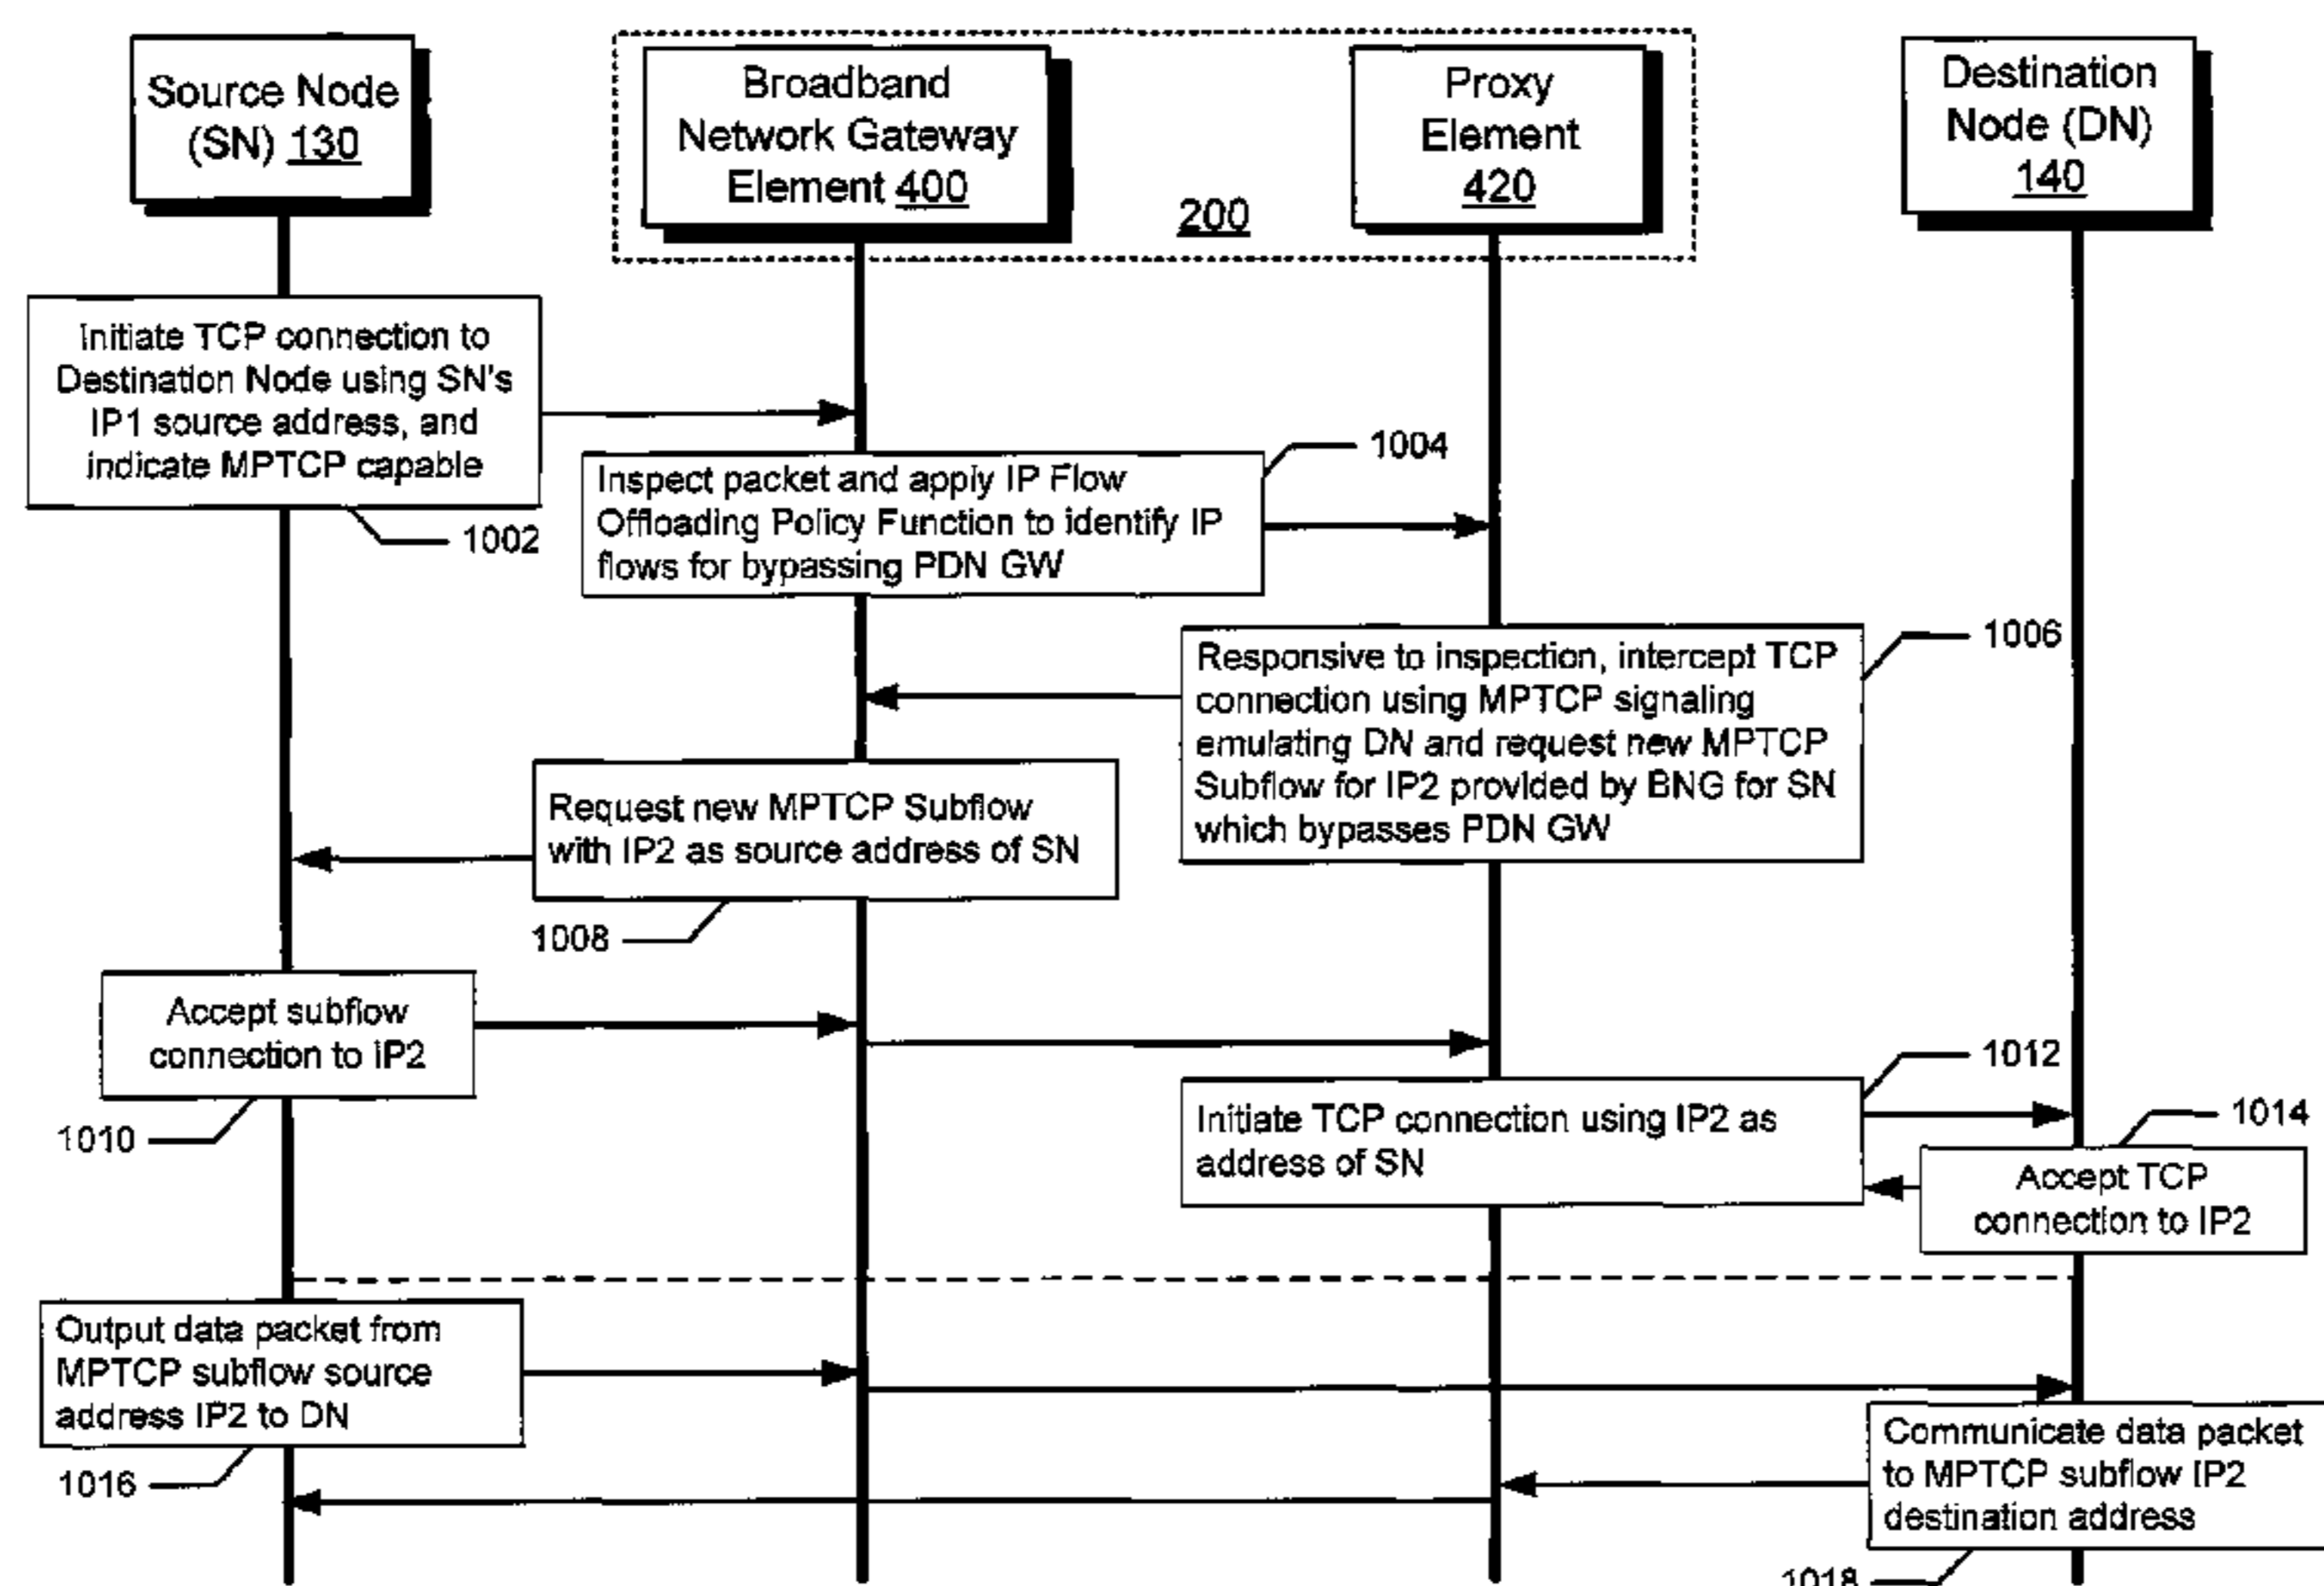 Source Node
(SN) 130
Broadband
Network Gateway
Element 400
200
Proxy
Element
420
Destination
Node (DN)
140
Initiate TCP connection to
Destination Node using SN's
IP1 source address, and
indicate MPTCP capable
1002
1004
Inspect packet and apply IP Flow
Offloading Policy Function to identify IP
flows for bypassing PDN GW
1006
Responsive to inspection, intercept TCP
connection using MPTCP signaling
emulating DN and request new MPTCP
Subflow for IP2 provided by BNG for SN
which bypasses PDN GW
Request new MPTCP Subflow
with IP2 as source address of SN
1008
Accept subflow
connection to IP2
1010
1012
Initiate TCP connection using IP2 as
address of SN
1014
Accept TCP
connection to IP2
Output data packet from
MPTCP subflow source
address IP2 to DN
1016
Communicate data packet
to MPTCP subflow IP2
destination address
1018